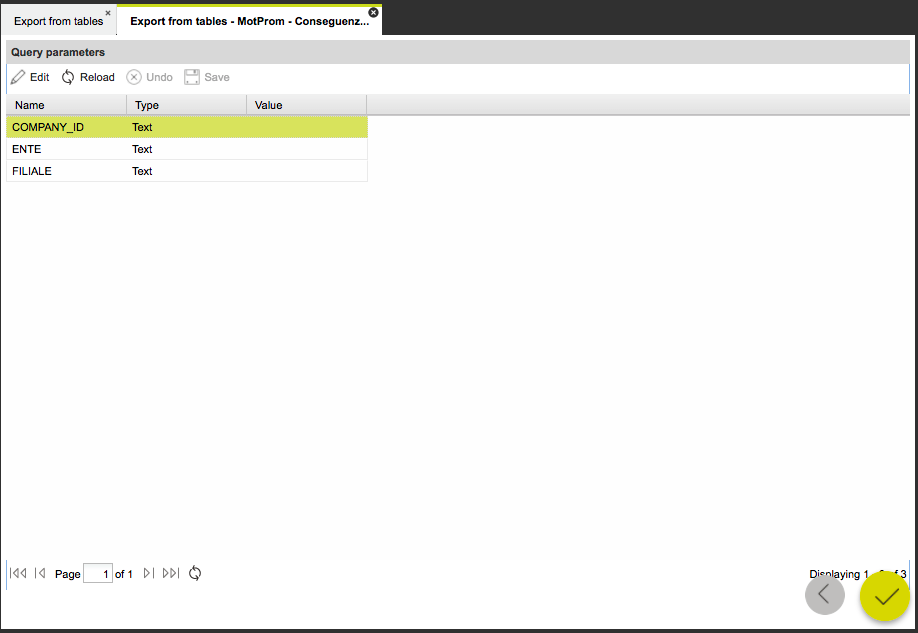 Export from tables
Export from tables - MotProm - Conseguenz...
Query parameters
Edit Reload Undo Save
Name Type Value
COMPANY_ID Text
ENTE Text
FILIALE Text
Page 1 of 1
Displaying 1 of 3